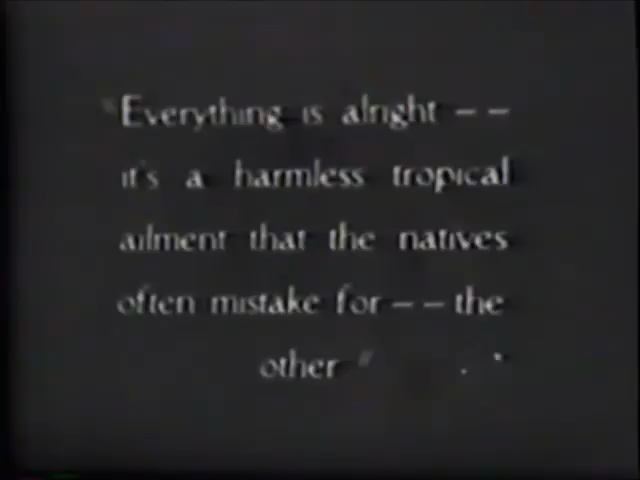 "Everything is alright – –
it's a harmless tropical
ailment that the natives
often mistake for – – the
other"